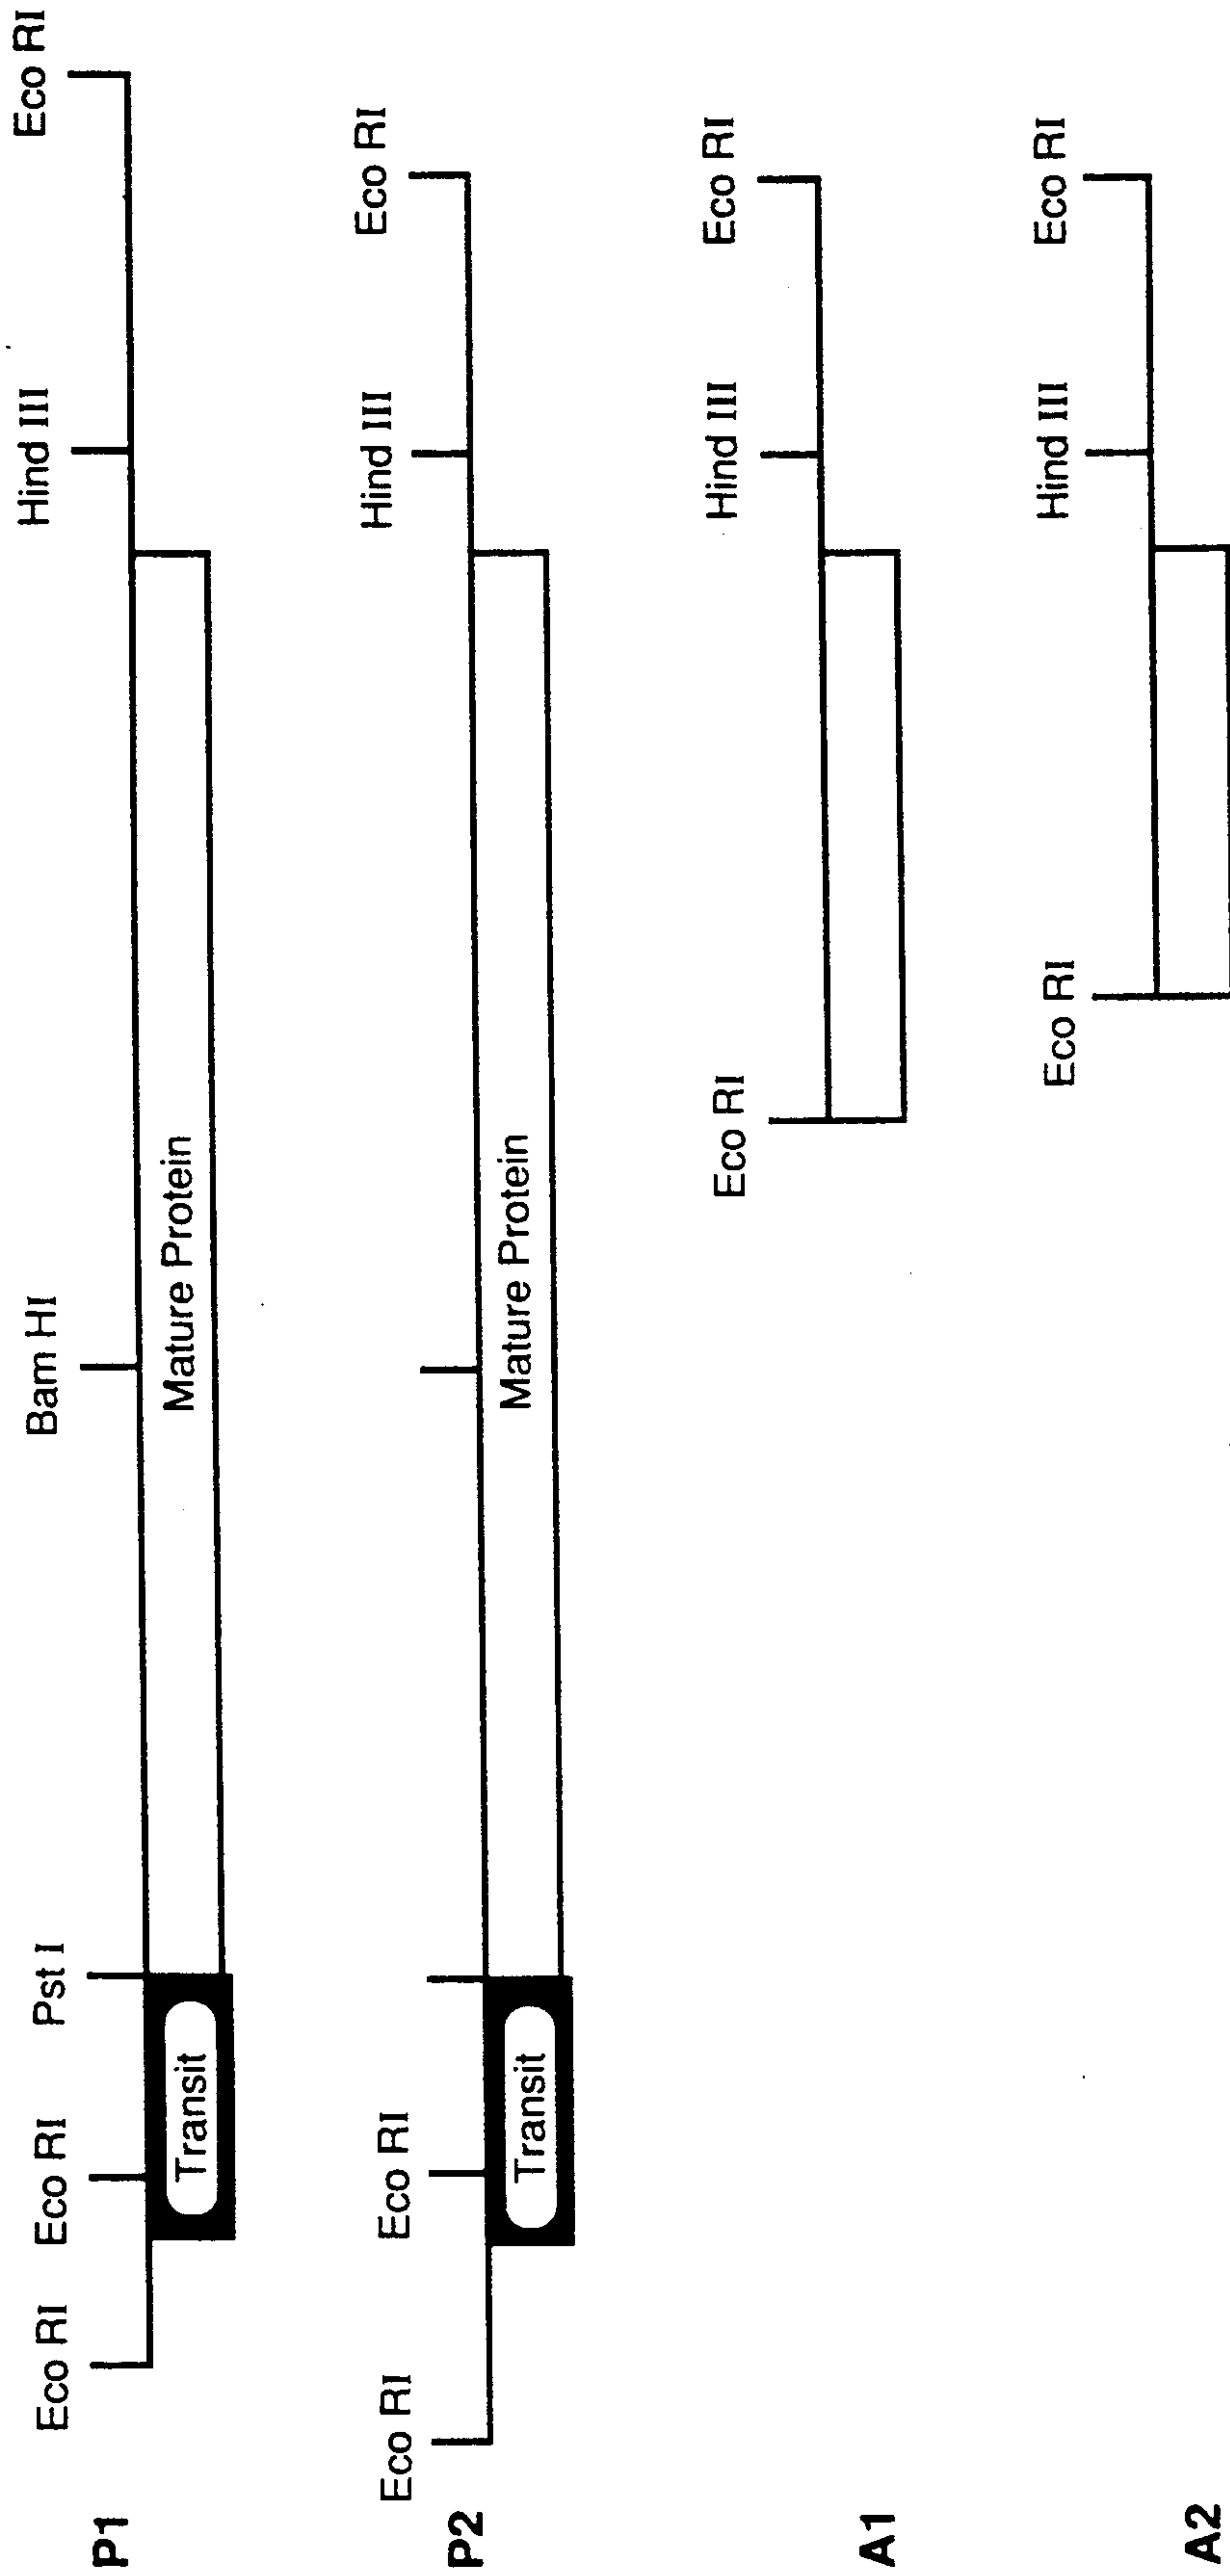 P1
Eco RI
Eco RI
Pst I
Bam HI
Hind III
Eco RI
Transit
Mature Protein
P2
Eco RI
Eco RI
Hind III
Eco RI
Transit
Mature Protein
A1
Eco RI
Hind III
Eco RI
A2
Eco RI
Hind III
Eco RI